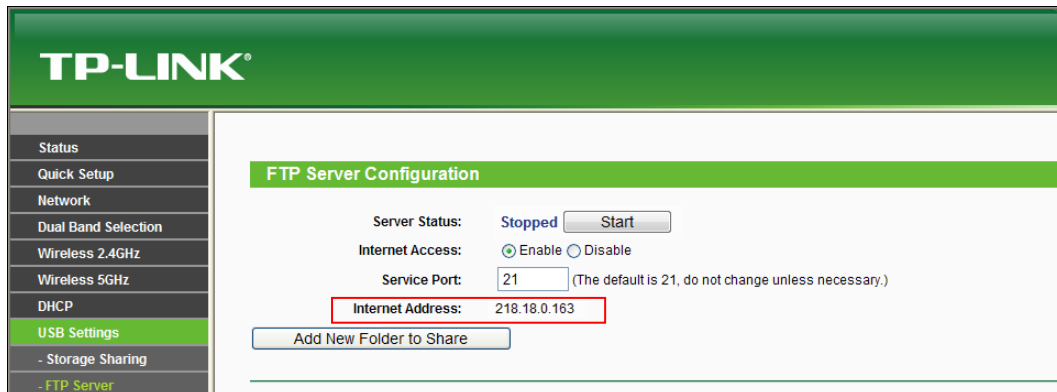 TP-LINK®
Status
Quick Setup
Network
Dual Band Selection
Wireless 2.4GHz
Wireless 5GHz
DHCP
USB Settings
- Storage Sharing
- FTP Server
FTP Server Configuration
Server Status: Stopped Start
Internet Access: Enable Disable
Service Port: 21 (The default is 21, do not change unless necessary.)
Internet Address: 218.18.0.163
Add New Folder to Share